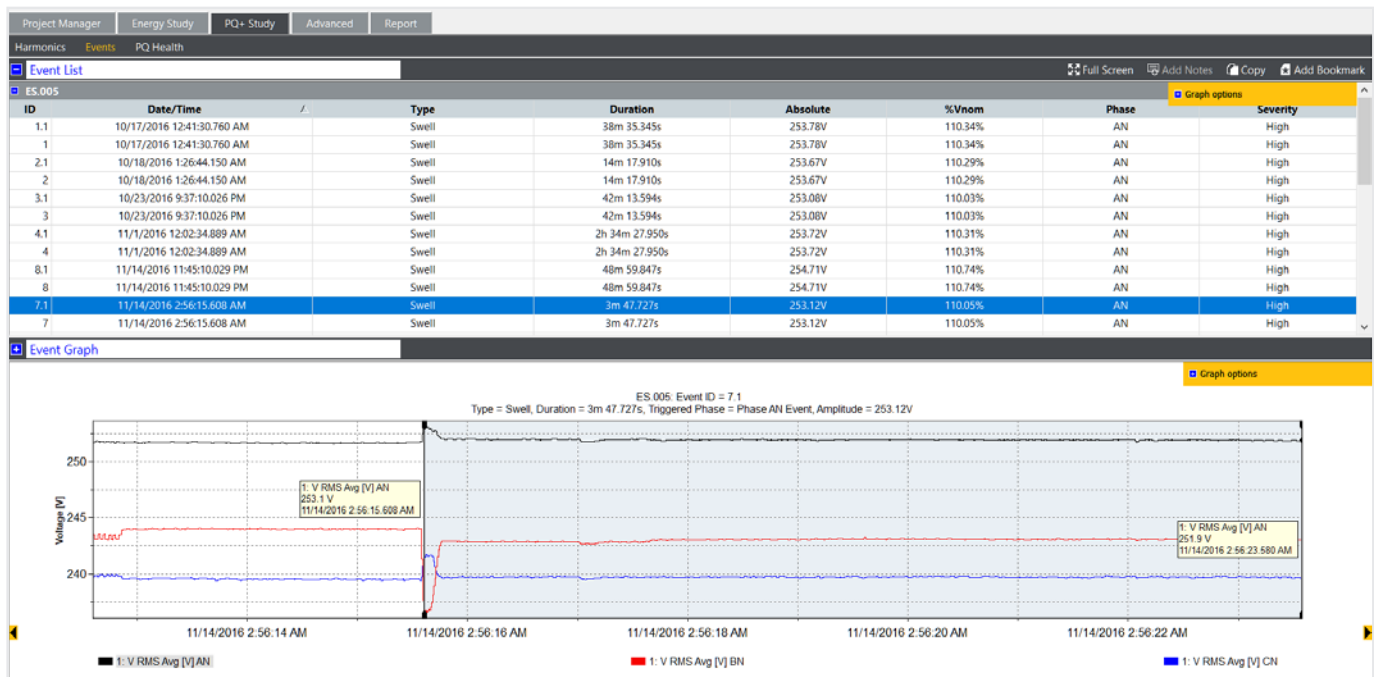 Project Manager Energy Study PQ+ Study Advanced Report
Harmonics Events PQ Health
Event List Full Screen Add Notes Copy Add Bookmark
ES.005 Graph options
ID Date/Time Type Duration Absolute %Vnom Phase Severity
1.1 10/17/2016 12:41:30.760 AM Swell 38m 35.345s 253.78V 110.34% AN High
1 10/17/2016 12:41:30.760 AM Swell 38m 35.345s 253.78V 110.34% AN High
2.1 10/18/2016 1:26:44.150 AM Swell 14m 17.910s 253.67V 110.29% AN High
2 10/18/2016 1:26:44.150 AM Swell 14m 17.910s 253.67V 110.29% AN High
3.1 10/23/2016 9:37:10.026 PM Swell 42m 13.594s 253.08V 110.03% AN High
3 10/23/2016 9:37:10.026 PM Swell 42m 13.594s 253.08V 110.03% AN High
4.1 11/1/2016 12:02:34.889 AM Swell 2h 34m 27.950s 253.72V 110.31% AN High
4 11/1/2016 12:02:34.889 AM Swell 2h 34m 27.950s 253.72V 110.31% AN High
8.1 11/14/2016 11:45:10.029 PM Swell 48m 59.847s 254.71V 110.74% AN High
8 11/14/2016 11:45:10.029 PM Swell 48m 59.847s 254.71V 110.74% AN High
7.1 11/14/2016 2:56:15.608 AM Swell 3m 47.727s 253.12V 110.05% AN High
7 11/14/2016 2:56:15.608 AM Swell 3m 47.727s 253.12V 110.05% AN High
Event Graph
Graph options
ES.005: Event ID = 7.1
Type = Swell, Duration = 3m 47.727s, Triggered Phase = Phase AN Event, Amplitude = 253.12V
Voltage [V]
250
245
240
1: V RMS Avg [V] AN
253.1 V
11/14/2016 2:56:15.608 AM
1: V RMS Avg [V] AN
251.9 V
11/14/2016 2:56:23.580 AM
11/14/2016 2:56:14 AM 11/14/2016 2:56:16 AM 11/14/2016 2:56:18 AM 11/14/2016 2:56:20 AM 11/14/2016 2:56:22 AM
1: V RMS Avg [V] AN 1: V RMS Avg [V] BN 1: V RMS Avg [V] CN